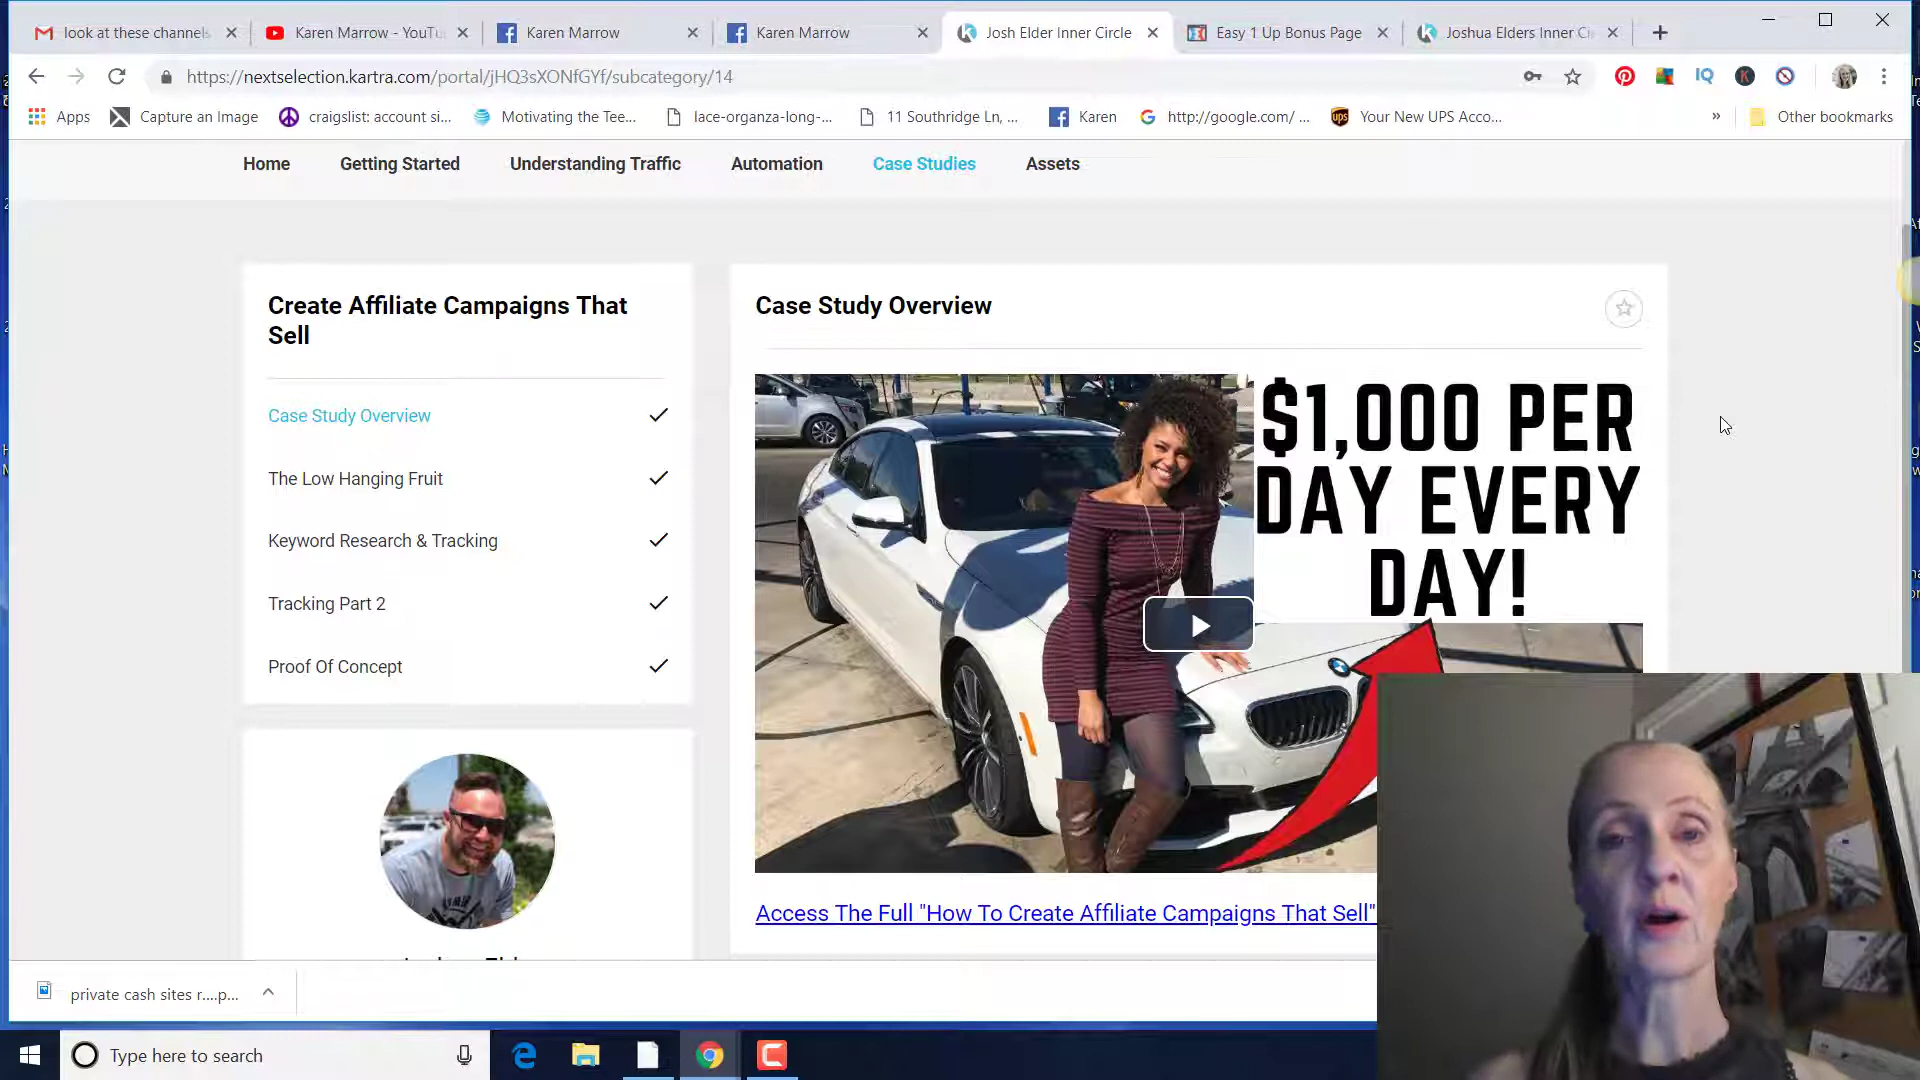 look at these channels
Karen Marrow - YouTu
Karen Marrow
Karen Marrow
Josh Elder Inner Circle
Easy 1 Up Bonus Page
Joshua Elders Inner Ci
https://nextselection.kartra.com/portal/jHQ3sXONfGYf/subcategory/14
IQ
K
Apps
Capture an Image
craigslist: account si...
Motivating the Tee...
lace-organza-long-...
11 Southridge Ln, ...
Karen
http://google.com/ ...
ups
Your New UPS Acco...
»
Other bookmarks
Home
Getting Started
Understanding Traffic
Automation
Case Studies
Assets
Create Affiliate Campaigns That
Sell
Case Study Overview
The Low Hanging Fruit
Keyword Research & Tracking
Tracking Part 2
Proof Of Concept
Case Study Overview
$1,000 PER
DAY EVERY
DAY!
Access The Full "How To Create Affiliate Campaigns That Sell"
private cash sites r....p...
Type here to search